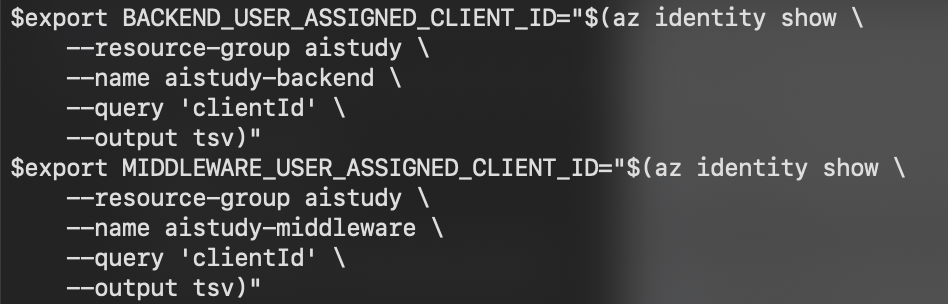 $export BACKEND_USER_ASSIGNED_CLIENT_ID="$(az identity show \
    --resource-group aistudy \
    --name aistudy-backend \
    --query 'clientId' \
    --output tsv)"
$export MIDDLEWARE_USER_ASSIGNED_CLIENT_ID="$(az identity show \
    --resource-group aistudy \
    --name aistudy-middleware \
    --query 'clientId' \
    --output tsv)"